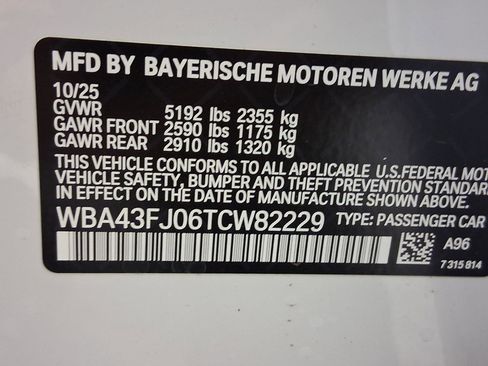 MFD BY BAYERISCHE MOTOREN WERKE AG
10/25
GVWR 5192 lbs 2355 kg
GAWR FRONT 2590 lbs 1175 kg
GAWR REAR 2910 lbs 1320 kg
THIS VEHICLE CONFORMS TO ALL APPLICABLE U.S.FEDERAL MOT
VEHICLE SAFETY, BUMPER AND THEFT PREVENTION STANDAR
IN EFFECT ON THE DATE OF MANUFACTURE SHOWN ABOVE.
WBA43FJ06TCW82229 TYPE: PASSENGER CAR
A96
7 315 814